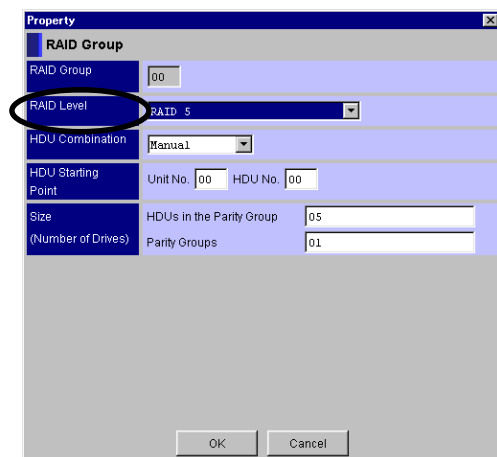 Property
RAID Group
RAID Group 00
RAID Level RAID 5
HDU Combination Manual
HDU Starting
Point
Unit No. 00 HDU No. 00
Size
(Number of Drives)
HDUs in the Parity Group 05
Parity Groups 01
OK Cancel